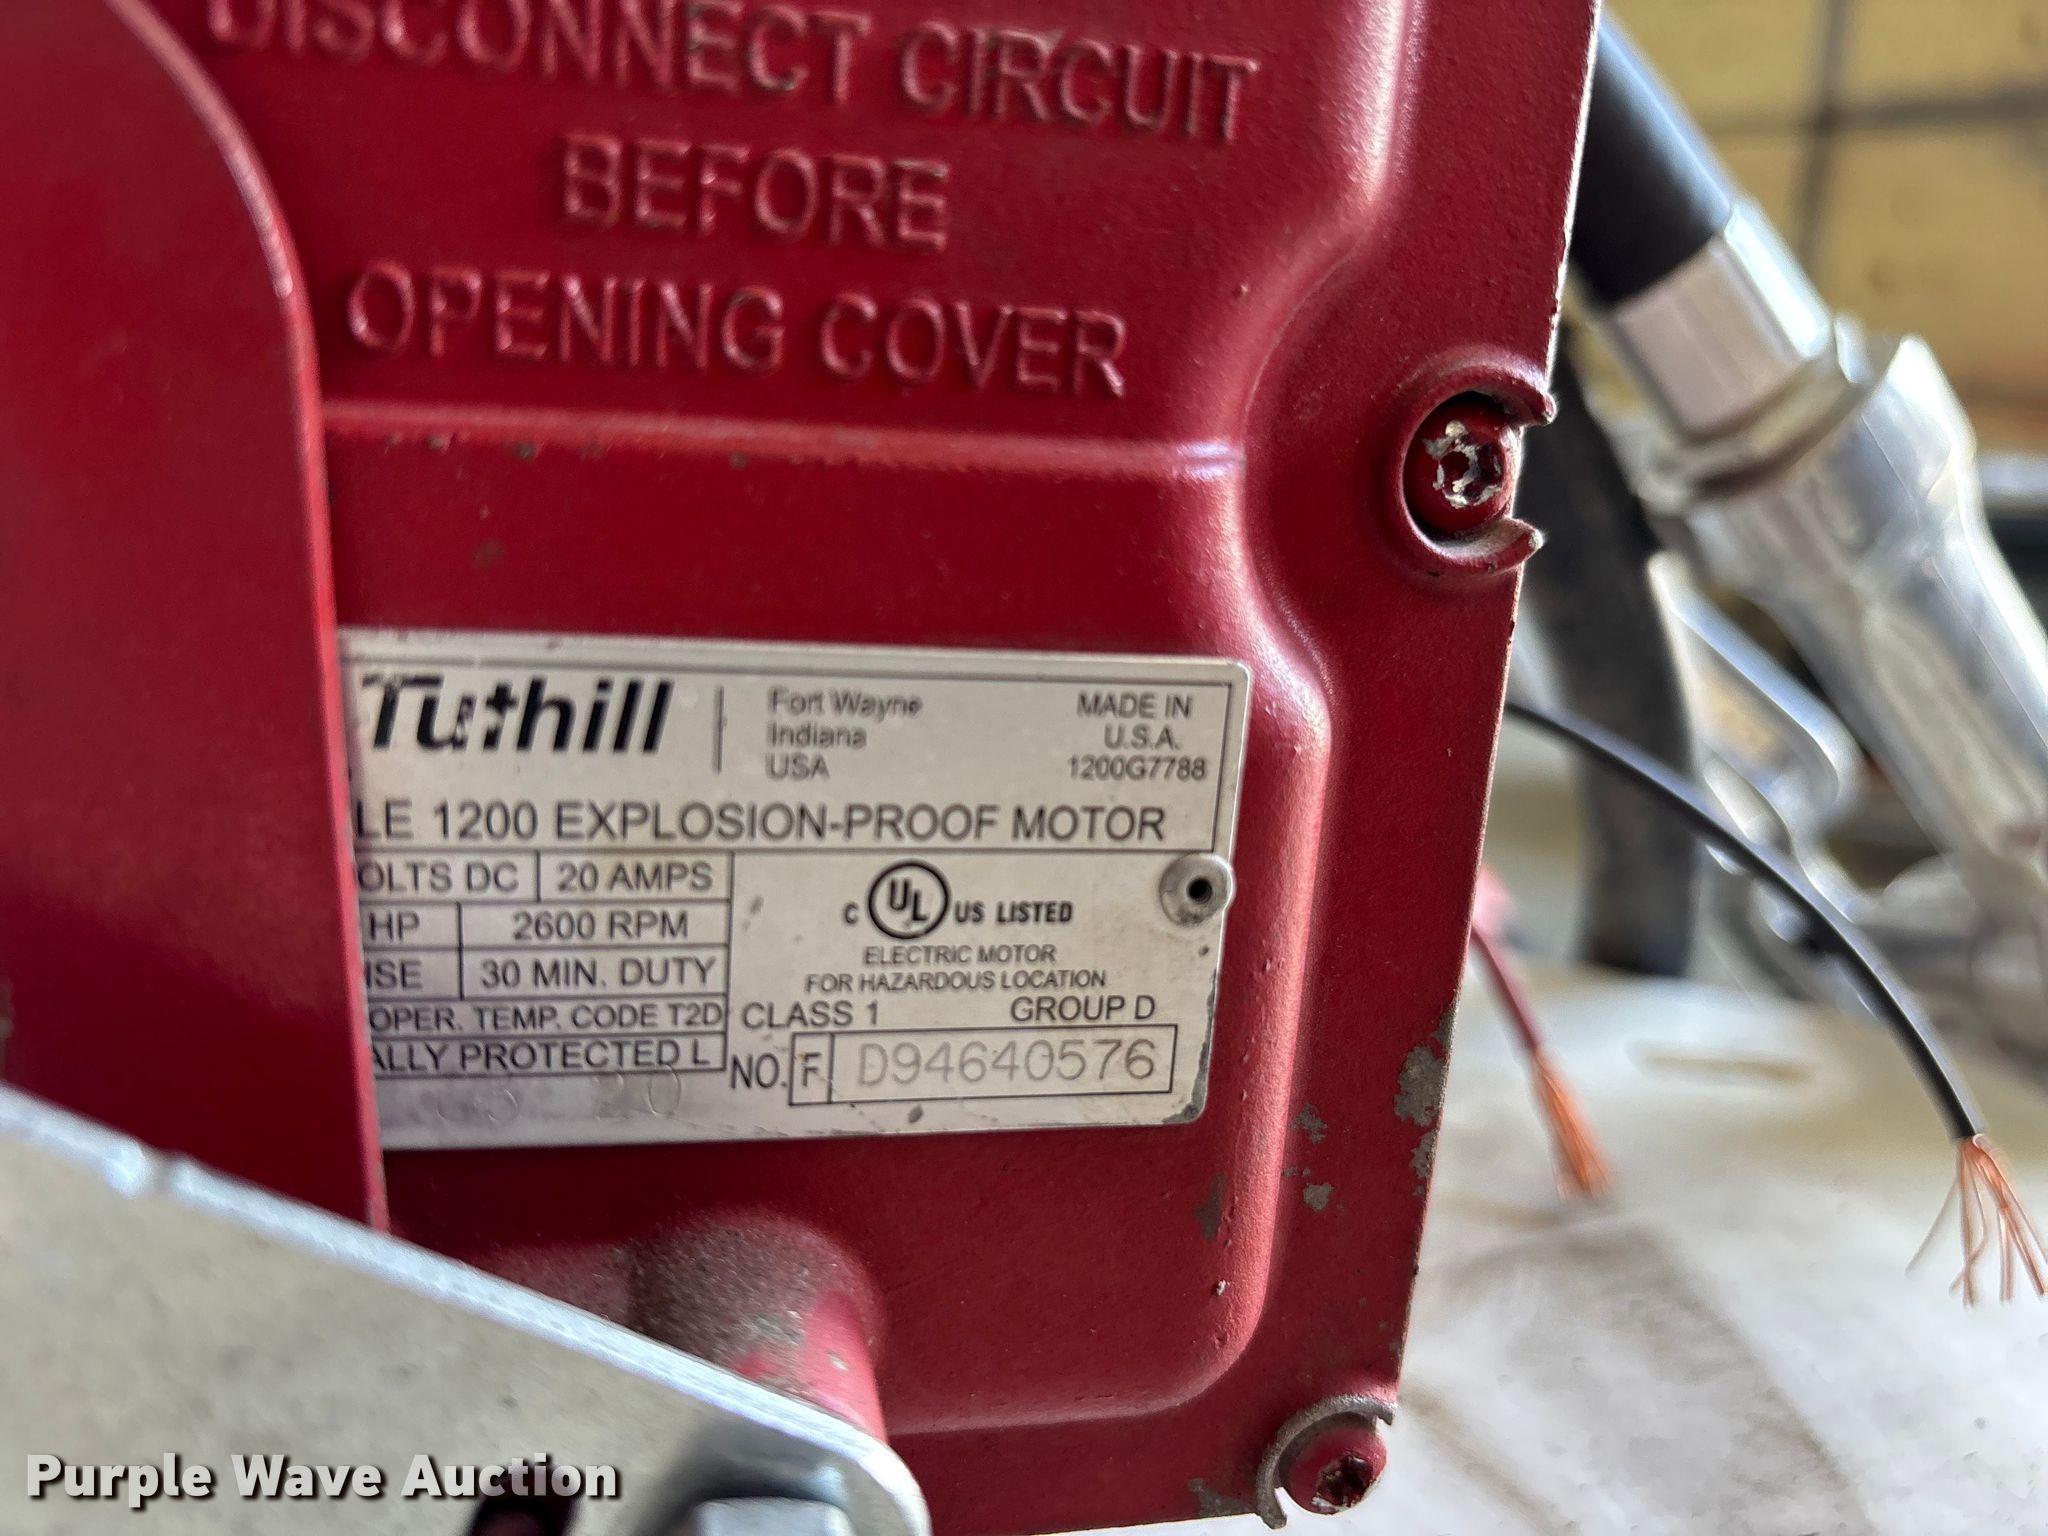 DISCONNECT CIRCUIT
BEFORE
OPENING COVER
Tuthill
Fort Wayne
Indiana
USA
MADE IN
U.S.A.
1200G7788
LE 1200 EXPLOSION-PROOF MOTOR
OLTS DC
20 AMPS
HP
2600 RPM
SE
30 MIN. DUTY
OPER. TEMP. CODE T2D
ALLY PROTECTED L
C UL US LISTED
ELECTRIC MOTOR
FOR HAZARDOUS LOCATION
CLASS 1 GROUP D
NO. F D94640576
20
Purple Wave Auction